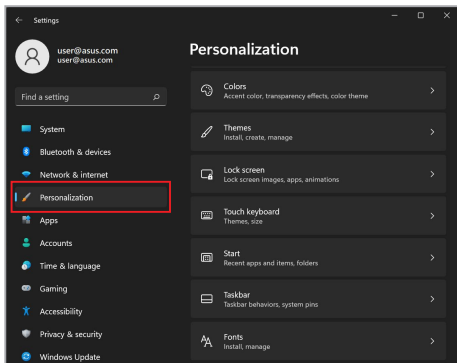 Settings
user@asus.com
user@asus.com
Find a setting
System
Bluetooth & devices
Network & internet
Personalization
Apps
Accounts
Time & language
Gaming
Accessibility
Privacy & security
Windows Update
Personalization
Colors
Accent color, transparency effects, color theme
Themes
Install, create, manage
Lock screen
Lock screen images, apps, animations
Touch keyboard
Themes, size
Start
Recent apps and items, folders
Taskbar
Taskbar behaviors, system pins
Fonts
Install, manage